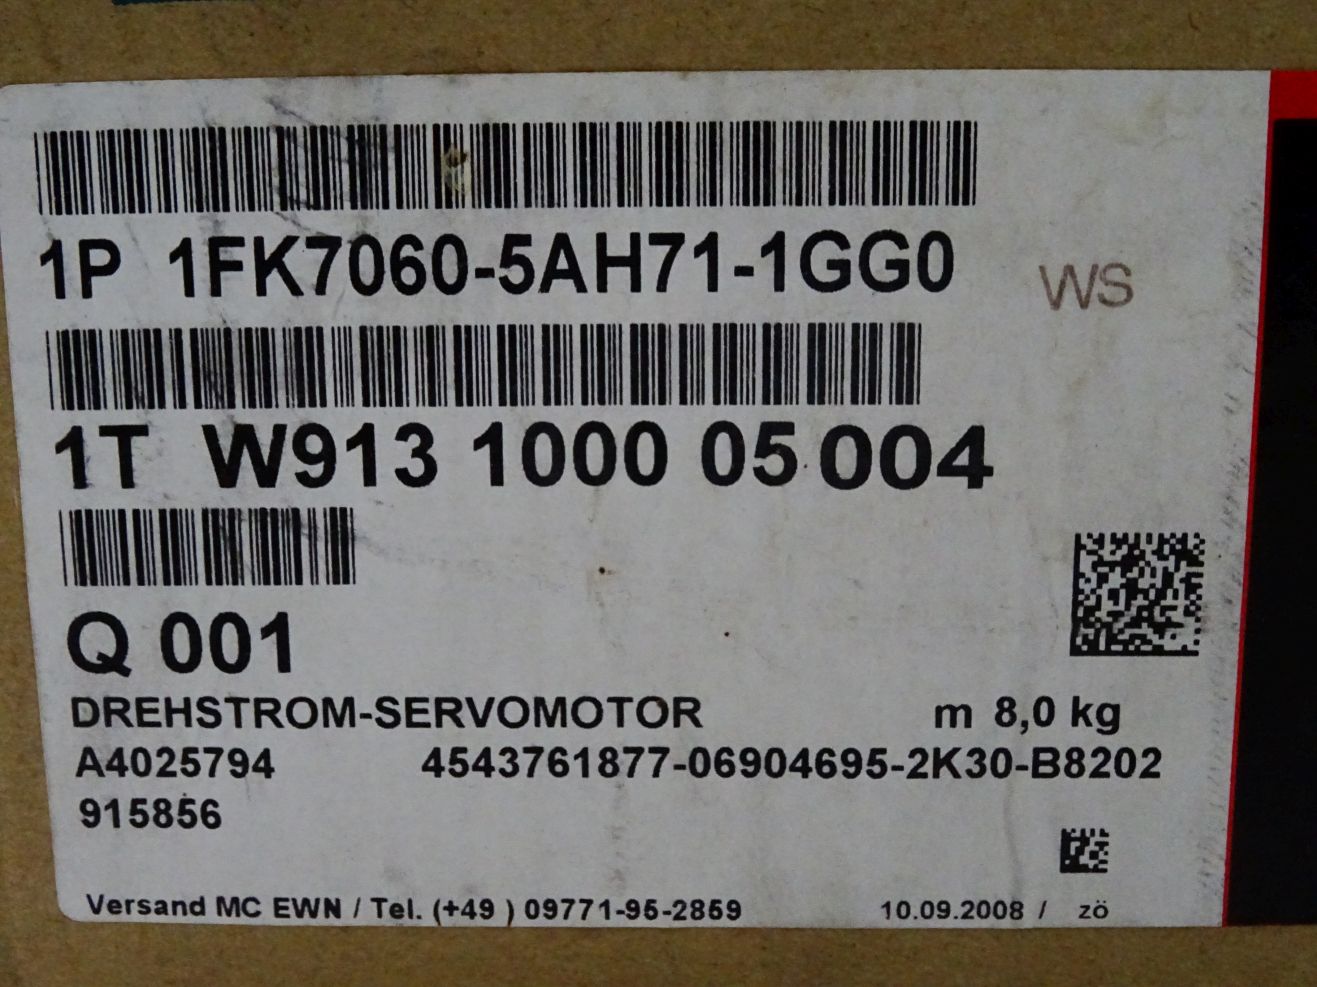 1P 1FK7060-5AH71-1GG0
WS
1T W913 1000 05 004
Q 001
DREHSTROM-SERVOMOTOR m 8,0 kg
A4025794 4543761877-06904695-2K30-B8202
915856
Versand MC EWN / Tel. (+49 ) 09771-95-2859 10.09.2008 / zö